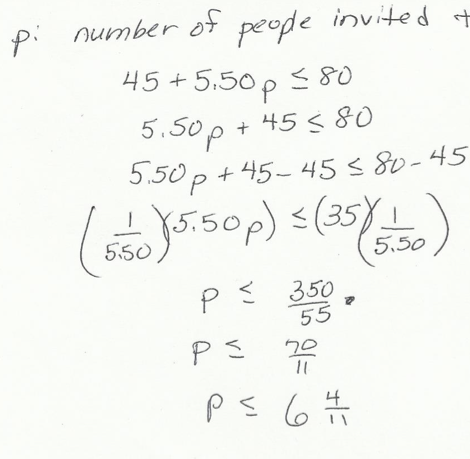 p: number of people invited t
45 + 5.50p ≤ 80
5.50p + 45 ≤ 80
5.50p + 45 - 45 ≤ 80 - 45
(1/5.50)(5.50p) ≤ (35)(1/5.50)
p ≤ 350/55.
p ≤ 70/11
p ≤ 6 4/11